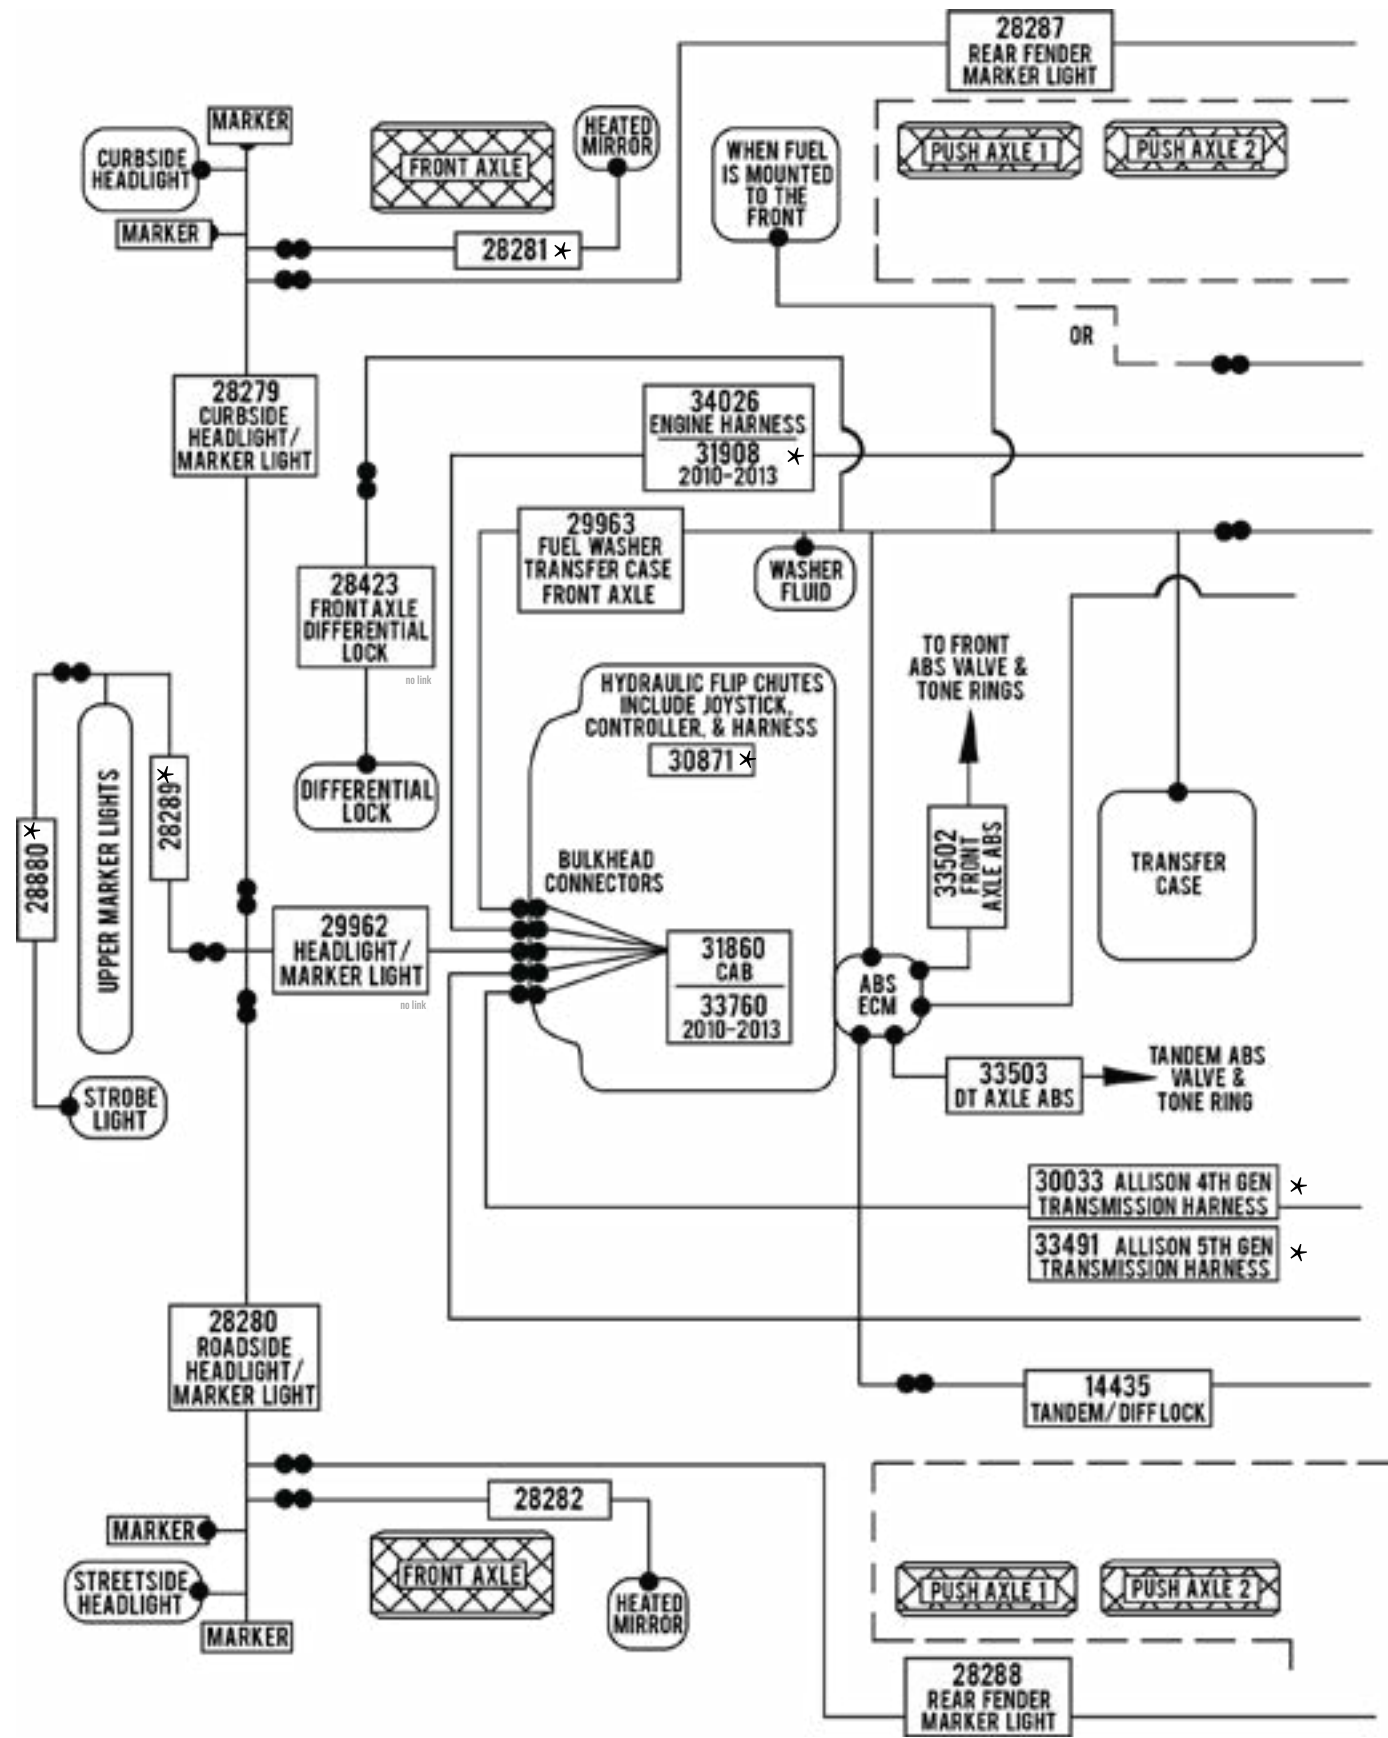 28287
REAR FENDER
MARKER LIGHT
MARKER
CURBSIDE
HEADLIGHT
MARKER
FRONT AXLE
HEATED
MIRROR
28281 *
WHEN FUEL
IS MOUNTED
TO THE
FRONT
PUSH AXLE 1
PUSH AXLE 2
OR
28279
CURBSIDE
HEADLIGHT/
MARKER LIGHT
34026
ENGINE HARNESS
31908 *
2010-2013
29963
FUEL WASHER
TRANSFER CASE
FRONT AXLE
WASHER
FLUID
28423
FRONT AXLE
DIFFERENTIAL
LOCK
no link
DIFFERENTIAL
LOCK
TO FRONT
ABS VALVE &
TONE RINGS
HYDRAULIC FLIP CHUTES
INCLUDE JOYSTICK,
CONTROLLER, & HARNESS
30871 *
28880 *
UPPER MARKER LIGHTS
28289 *
STROBE
LIGHT
BULKHEAD
CONNECTORS
29962
HEADLIGHT/
MARKER LIGHT
no link
31860
CAB
33760
2010-2013
ABS
ECM
33502
FRONT
AXLE ABS
TRANSFER
CASE
33503
DT AXLE ABS
TANDEM ABS
VALVE &
TONE RING
30033 ALLISON 4TH GEN *
TRANSMISSION HARNESS
33491 ALLISON 5TH GEN *
TRANSMISSION HARNESS
28280
ROADSIDE
HEADLIGHT/
MARKER LIGHT
14435
TANDEM/DIFF LOCK
28282
MARKER
STREETSIDE
HEADLIGHT
MARKER
FRONT AXLE
HEATED
MIRROR
PUSH AXLE 1
PUSH AXLE 2
28288
REAR FENDER
MARKER LIGHT